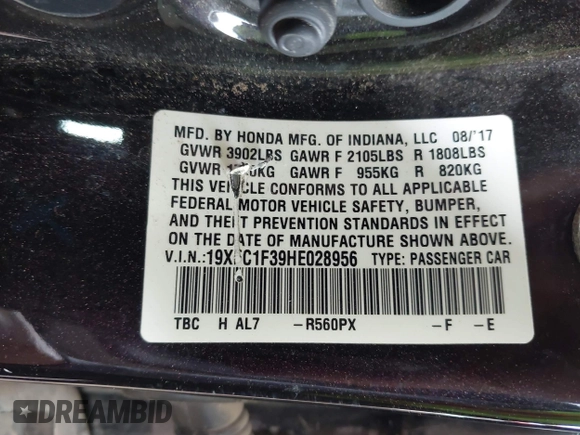 MFD. BY HONDA MFG. OF INDIANA, LLC 08/'17
GVWR 3902LBS GAWR F 2105LBS R 1808LBS
GVWR GAWR F 955KG R 820KG
THIS VEHICLE CONFORMS TO ALL APPLICABLE
FEDERAL MOTOR VEHICLE SAFETY, BUMPER,
AND THEFT PREVENTION STANDARDS IN EFFECT
ON THE DATE OF MANUFACTURE SHOWN ABOVE.
V.I.N.: TYPE: PASSENGER CAR
TBC H AL7 –R560PX –F –E
DREAMBID